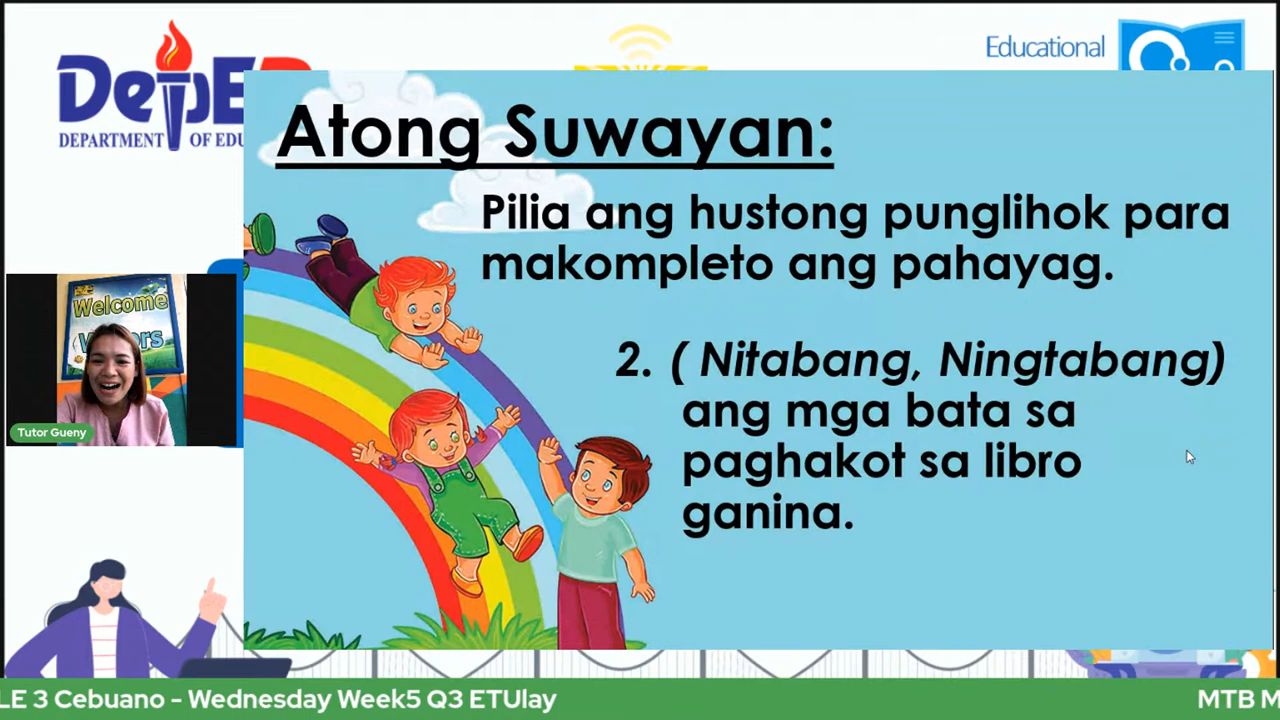 DepED
DEPARTMENT OF EDU
Educational
Atong Suwayan:
Pilia ang hustong punglihok para
makompleto ang pahayag.
2. ( Nitabang, Ningtabang)
ang mga bata sa
paghakot sa libro
ganina.
Welcome
Tutor Gueny
LE 3 Cebuano - Wednesday Week5 Q3 ETUlay
MTB M